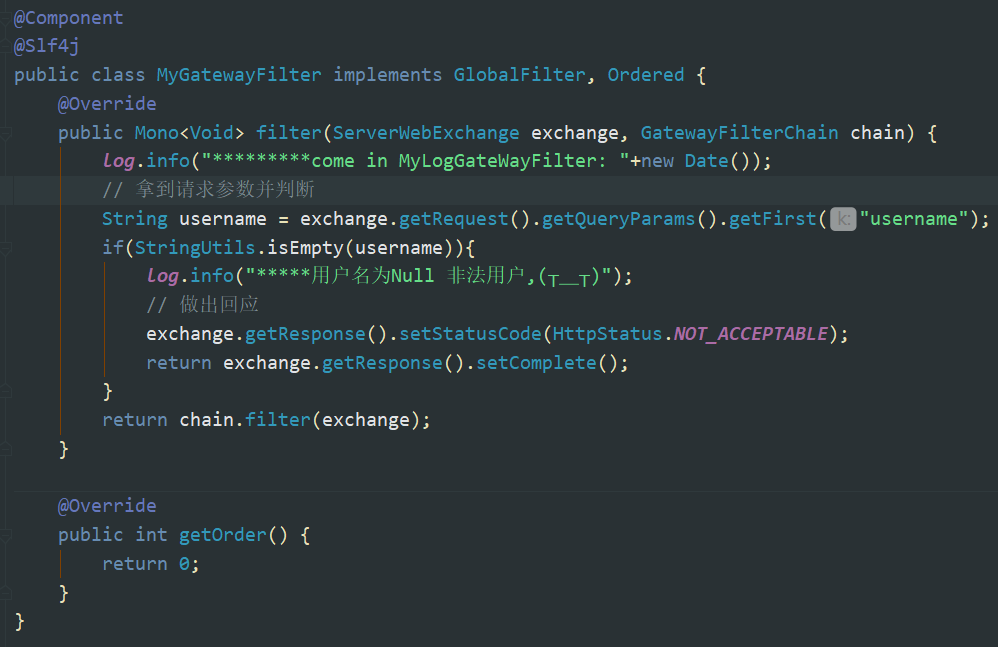 @Component
@Slf4j
public class MyGatewayFilter implements GlobalFilter, Ordered {
@Override
public Mono<Void> filter(ServerWebExchange exchange, GatewayFilterChain chain) {
log.info("*********come in MyLogGateWayFilter: "+new Date());
// 拿到请求参数并判断
String username = exchange.getRequest().getQueryParams().getFirst( k: "username");
if(StringUtils.isEmpty(username)){
log.info("*****用户名为Null 非法用户,(┬＿┬)");
// 做出回应
exchange.getResponse().setStatusCode(HttpStatus.NOT_ACCEPTABLE);
return exchange.getResponse().setComplete();
}
return chain.filter(exchange);
}
@Override
public int getOrder() {
return 0;
}
}